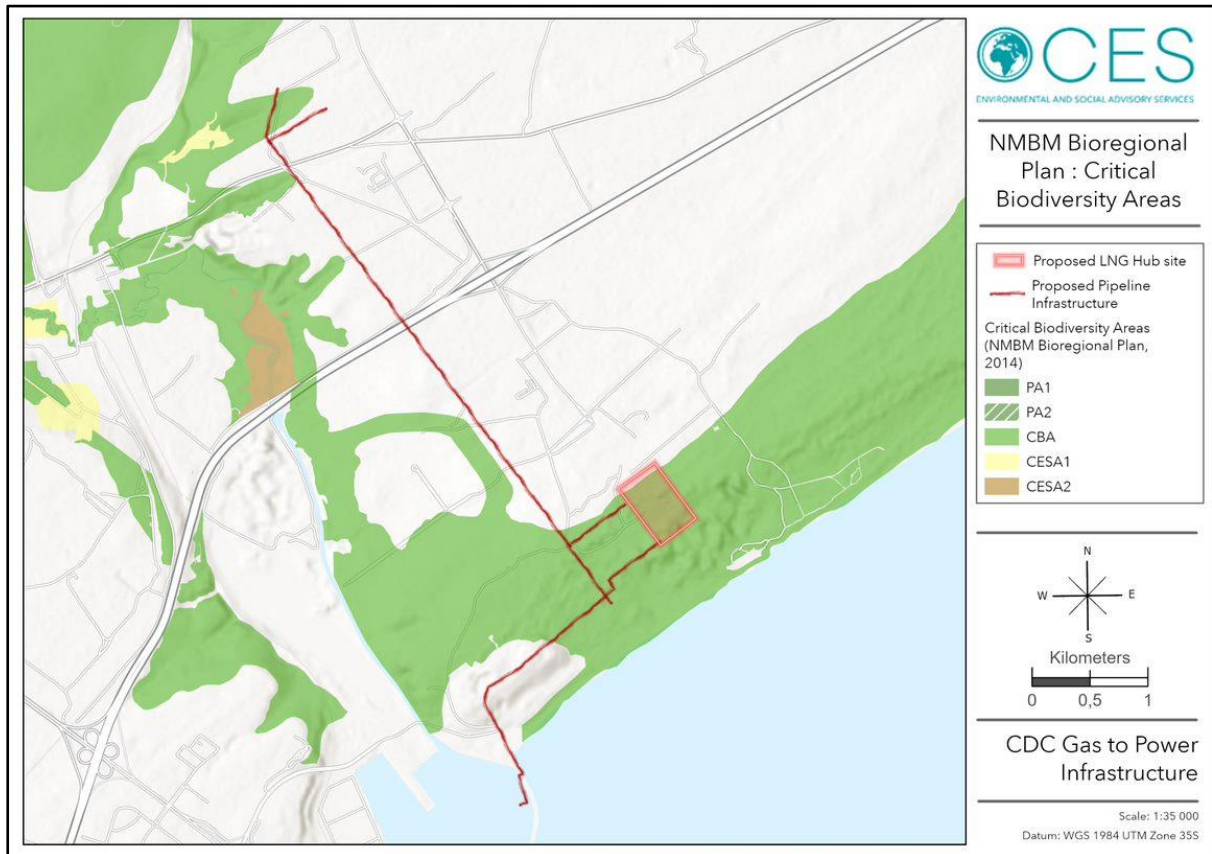 CES
ENVIRONMENTAL AND SOCIAL ADVISORY SERVICES
NMBM Bioregional
Plan : Critical
Biodiversity Areas
Proposed LNG Hub site
Proposed Pipeline
Infrastructure
Critical Biodiversity Areas
(NMBM Bioregional Plan,
2014)
PA1
PA2
CBA
CESA1
CESA2
N
W E
S
Kilometers
0 0,5 1
CDC Gas to Power
Infrastructure
Scale: 1:35 000
Datum: WGS 1984 UTM Zone 35S